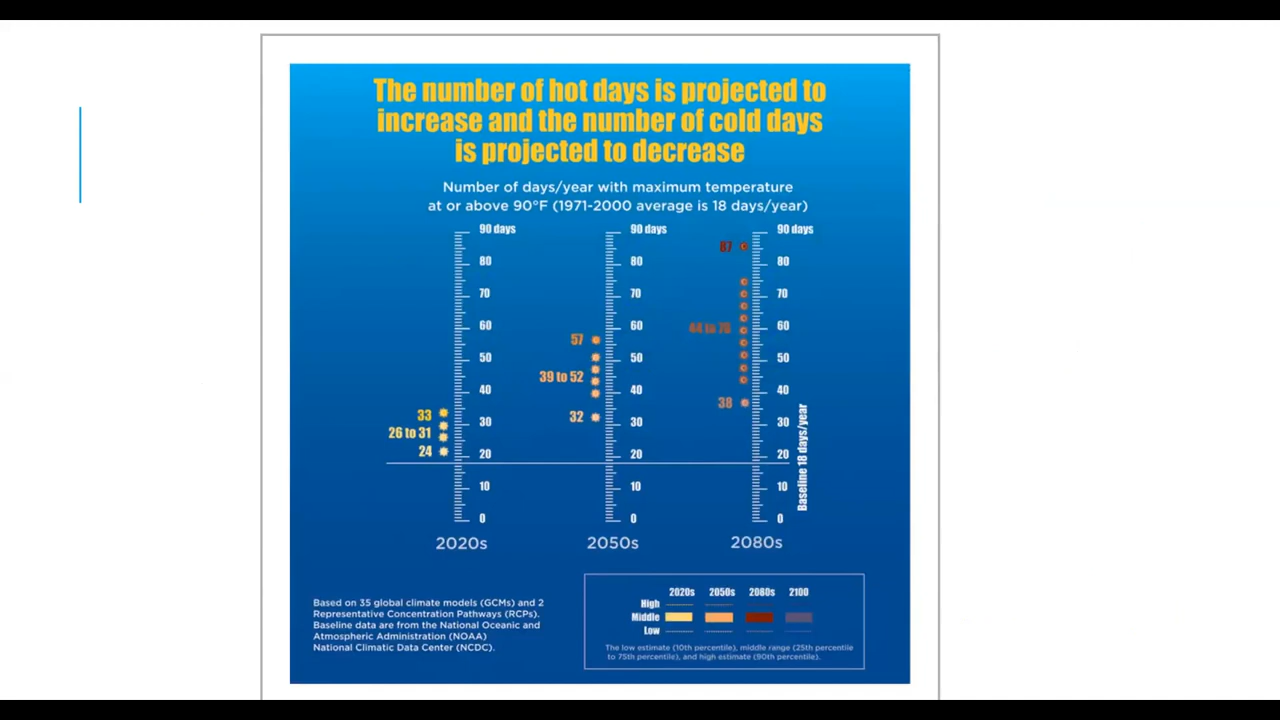 The number of hot days is projected to
increase and the number of cold days
is projected to decrease
Number of days/year with maximum temperature
at or above 90°F (1971-2000 average is 18 days/year)
90 days
80
70
60
50
40
30
20
10
0
33
26 to 31
24
2020s
90 days
80
70
60
50
40
30
20
10
0
57
39 to 52
32
2050s
90 days
80
70
60
50
40
30
20
10
0
87
44 to 76
38
2080s
Baseline 18 days/year
Based on 35 global climate models (GCMs) and 2
Representative Concentration Pathways (RCPs).
Baseline data are from the National Oceanic and
Atmospheric Administration (NOAA)
National Climatic Data Center (NCDC).
2020s 2050s 2080s 2100
High
Middle
Low
The low estimate (10th percentile), middle range (25th percentile
to 75th percentile), and high estimate (90th percentile).